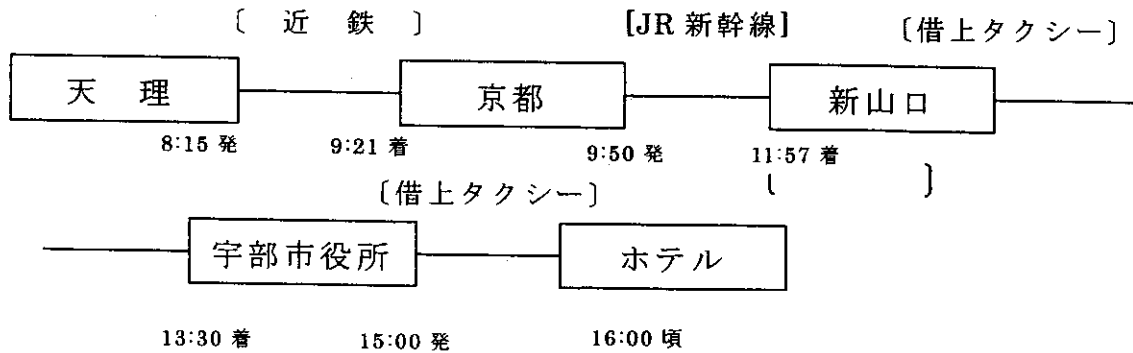 〔 近 鉄 〕 [JR 新幹線] 〔借上タクシー〕
天 理 京都 新山口
8:15 発 9:21 着 9:50 発 11:57 着
〔 〕
〔借上タクシー〕
宇部市役所 ホテル
13:30 着 15:00 発 16:00 頃